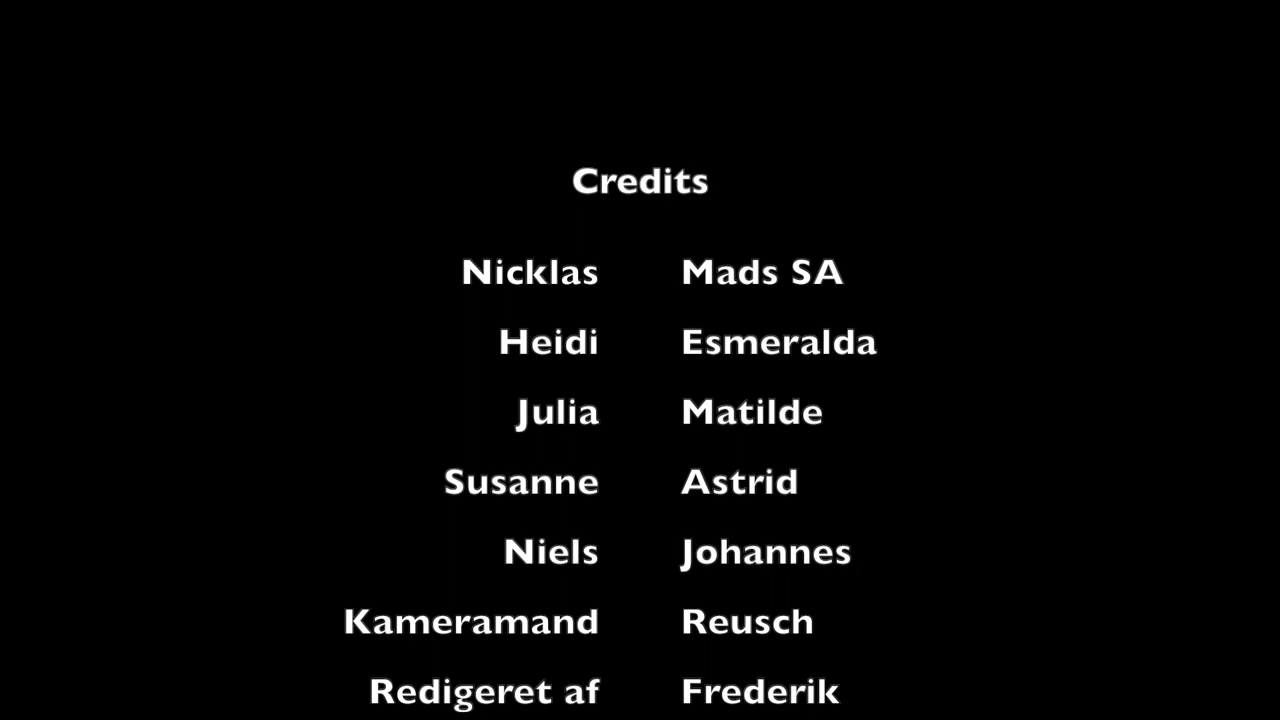 Credits
Nicklas Mads SA
Heidi Esmeralda
Julia Matilde
Susanne Astrid
Niels Johannes
Kameramand Reusch
Redigeret af Frederik